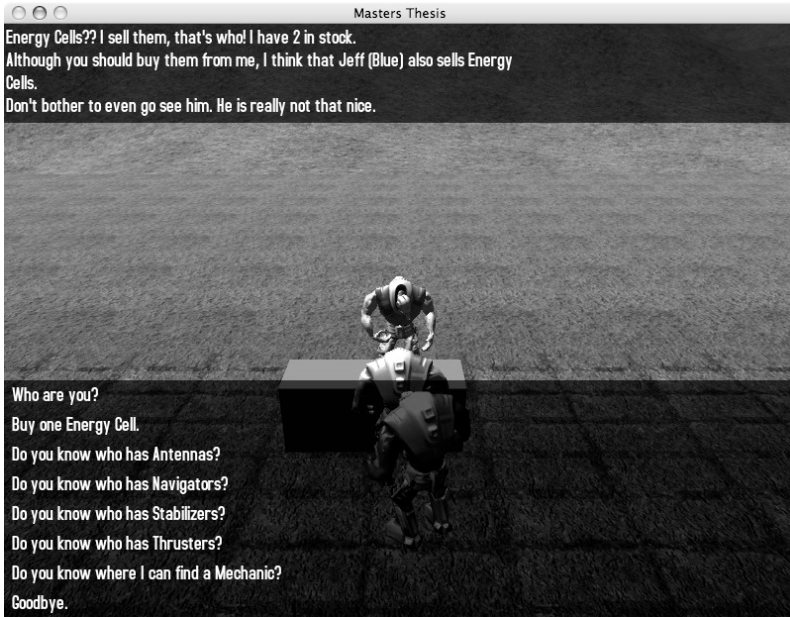 Masters Thesis
Energy Cells?? I sell them, that's who! I have 2 in stock.
Although you should buy them from me, I think that Jeff (Blue) also sells Energy
Cells.
Don't bother to even go see him. He is really not that nice.
Who are you?
Buy one Energy Cell.
Do you know who has Antennas?
Do you know who has Navigators?
Do you know who has Stabilizers?
Do you know who has Thrusters?
Do you know where I can find a Mechanic?
Goodbye.